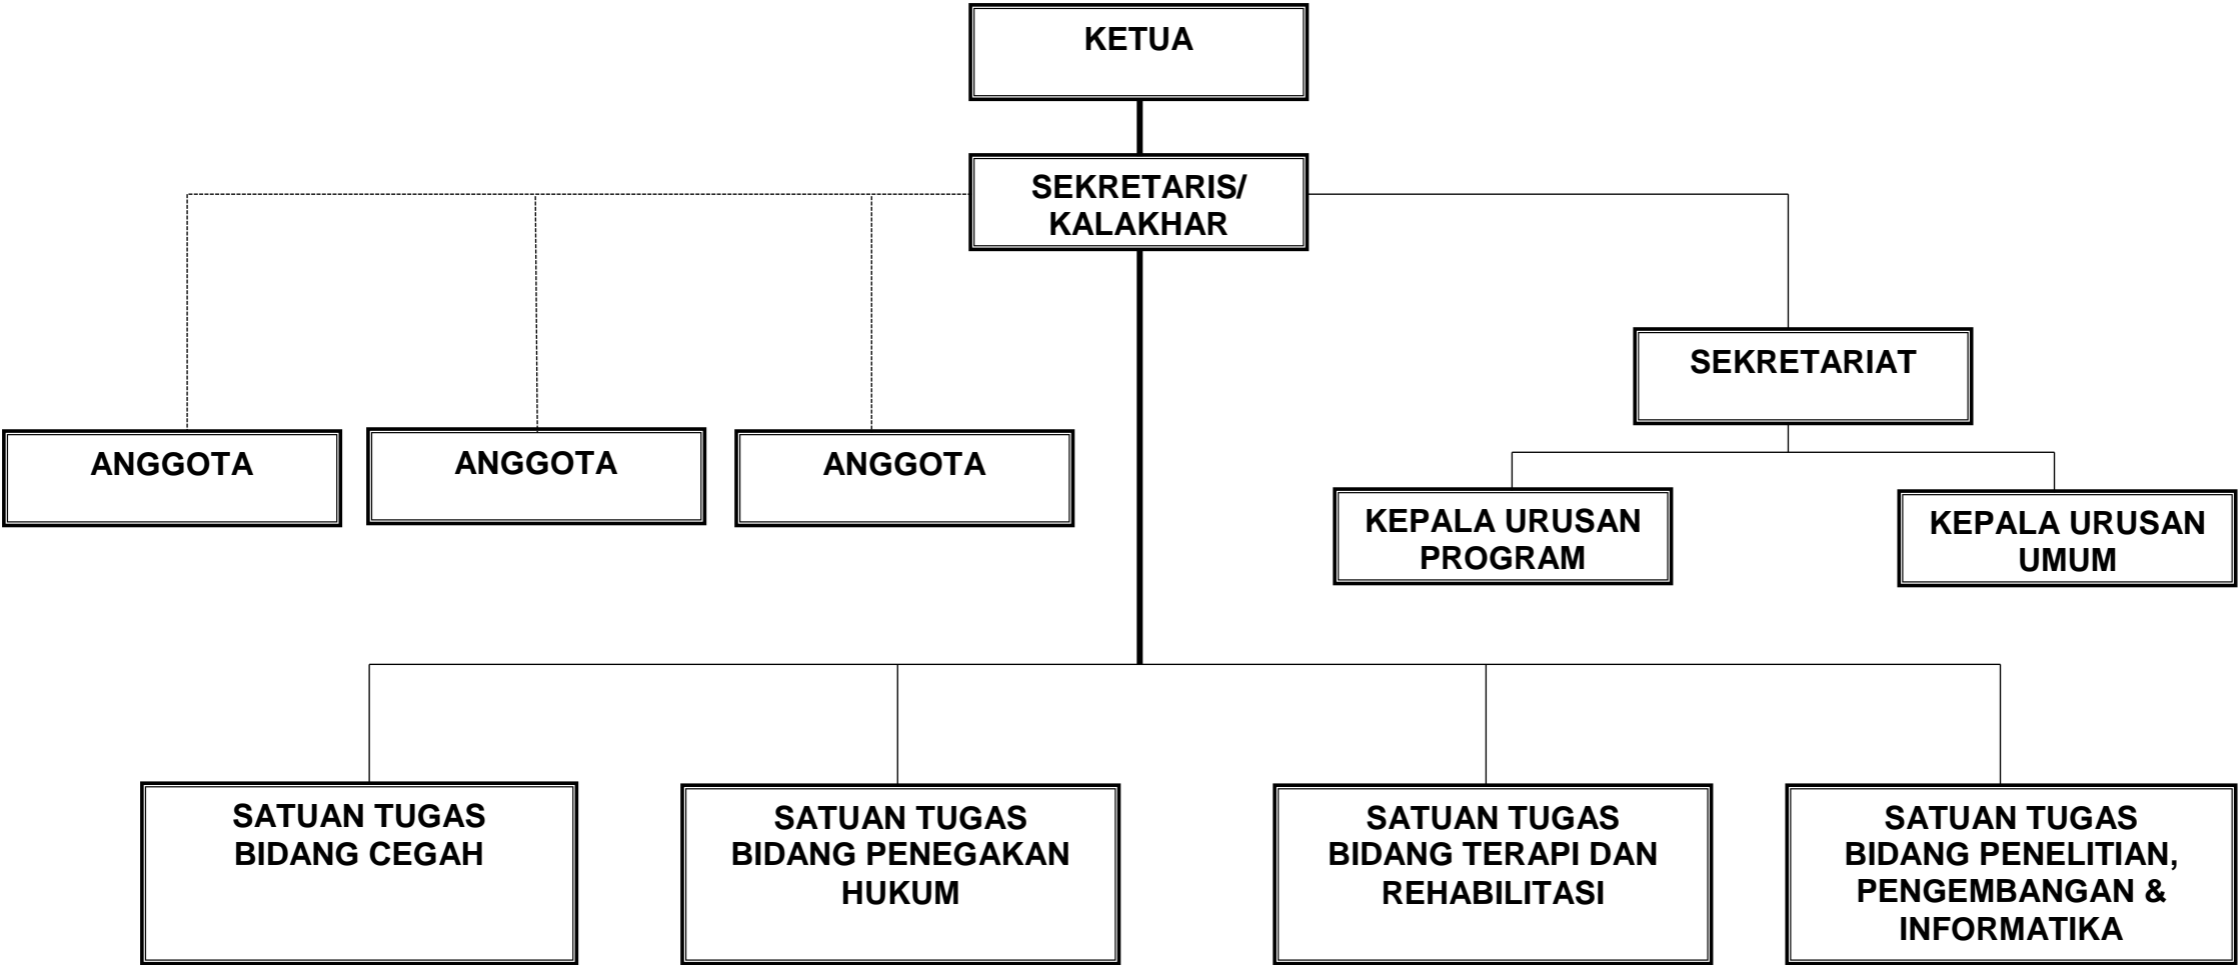 KETUA
SEKRETARIS/
KALAKHAR
SEKRETARIAT
ANGGOTA
ANGGOTA
ANGGOTA
KEPALA URUSAN
PROGRAM
KEPALA URUSAN
UMUM
SATUAN TUGAS
BIDANG CEGAH
SATUAN TUGAS
BIDANG PENEGAKAN
HUKUM
SATUAN TUGAS
BIDANG TERAPI DAN
REHABILITASI
SATUAN TUGAS
BIDANG PENELITIAN,
PENGEMBANGAN &
INFORMATIKA